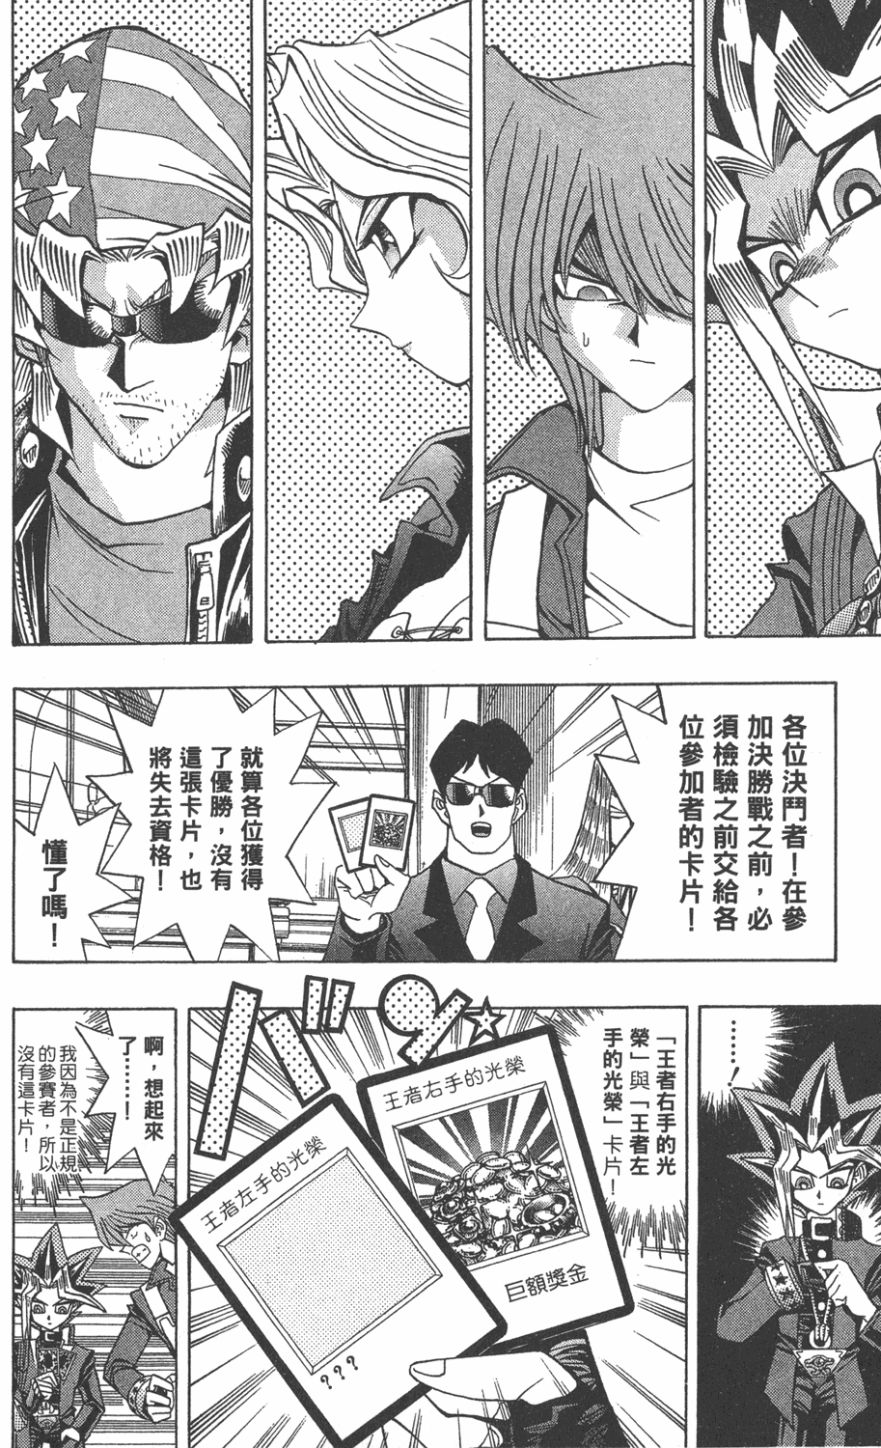 各位決鬥者！在參
加決勝戰之前，必
須檢驗之前交給各
位參加者的卡片！
就算各位獲得
了優勝，沒有
這張卡片，也
將失去資格！
懂了嗎！
……！
「王者右手的光
榮」與「王者左
手的光榮」卡片！
バーン
王者右手的光榮
巨額獎金
王者左手的光榮
？？？
啊，想起來
了……！
我因為不是正規
的參賽者，所以
沒有這卡片！